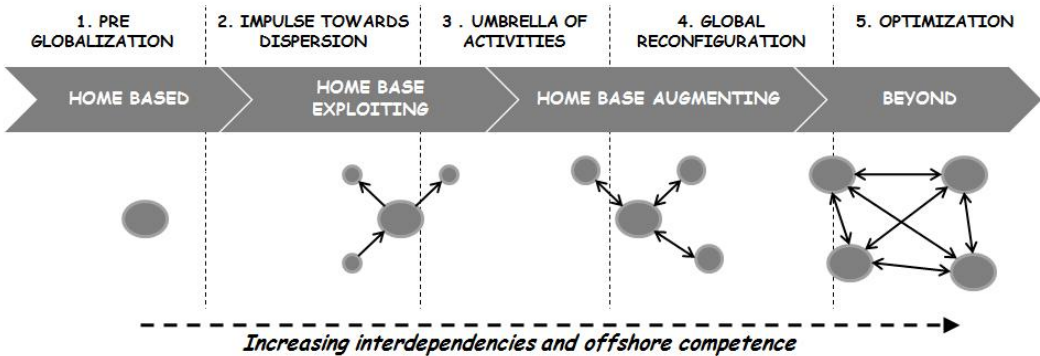 1. PRE
GLOBALIZATION
2. IMPULSE TOWARDS
DISPERSION
3 . UMBRELLA OF
ACTIVITIES
4. GLOBAL
RECONFIGURATION
5. OPTIMIZATION
HOME BASED
HOME BASE
EXPLOITING
HOME BASE AUGMENTING
BEYOND
Increasing interdependencies and offshore competence